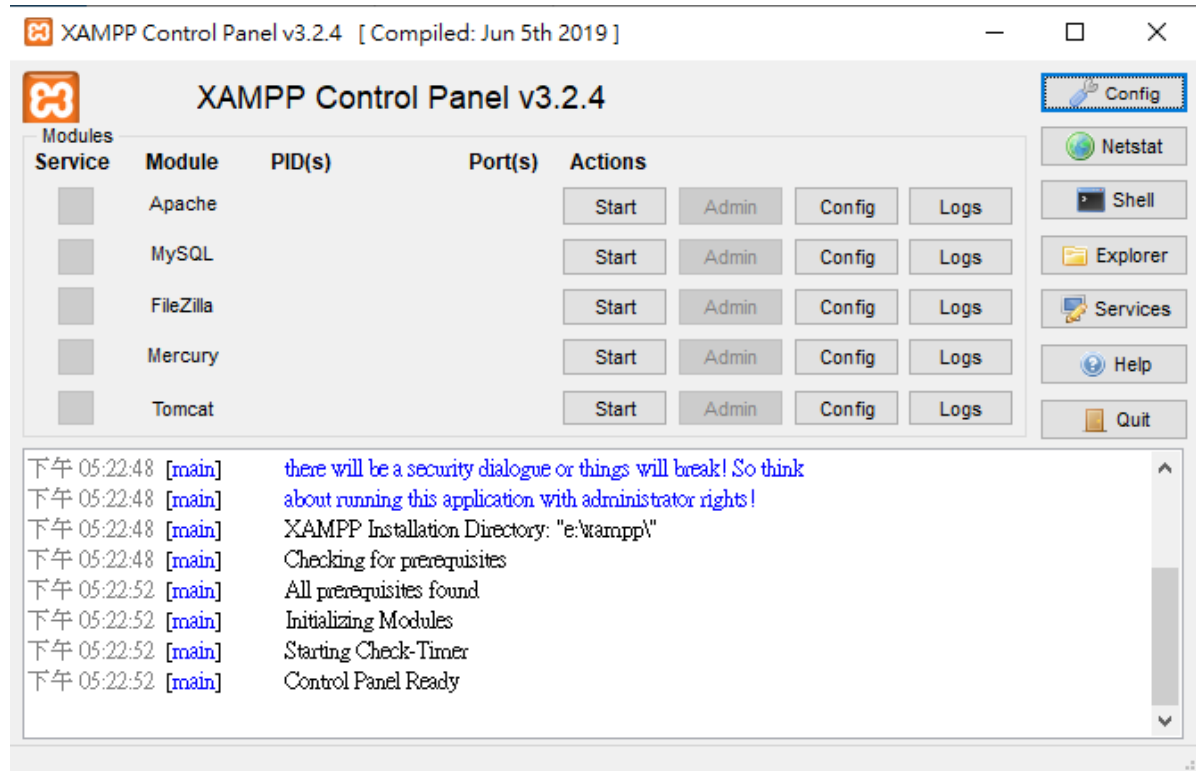 XAMPP Control Panel v3.2.4 [ Compiled: Jun 5th 2019 ]
XAMPP Control Panel v3.2.4
Config
Modules
Service Module PID(s) Port(s) Actions
Netstat
Apache Start Admin Config Logs
Shell
MySQL Start Admin Config Logs
Explorer
FileZilla Start Admin Config Logs
Services
Mercury Start Admin Config Logs
Help
Tomcat Start Admin Config Logs
Quit
下午 05:22:48 [main] there will be a security dialogue or things will break! So think
下午 05:22:48 [main] about running this application with administrator rights!
下午 05:22:48 [main] XAMPP Installation Directory: "e:\xampp\"
下午 05:22:48 [main] Checking for prerequisites
下午 05:22:52 [main] All prerequisites found
下午 05:22:52 [main] Initializing Modules
下午 05:22:52 [main] Starting Check-Timer
下午 05:22:52 [main] Control Panel Ready